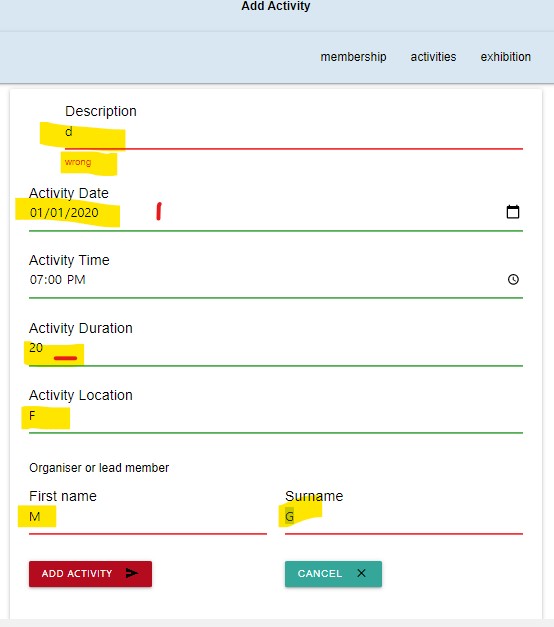 Add Activity
membership activities exhibition
Description
d
wrong
Activity Date
01/01/2020
Activity Time
07:00 PM
Activity Duration
20
Activity Location
F
Organiser or lead member
First name Surname
M G
ADD ACTIVITY CANCEL